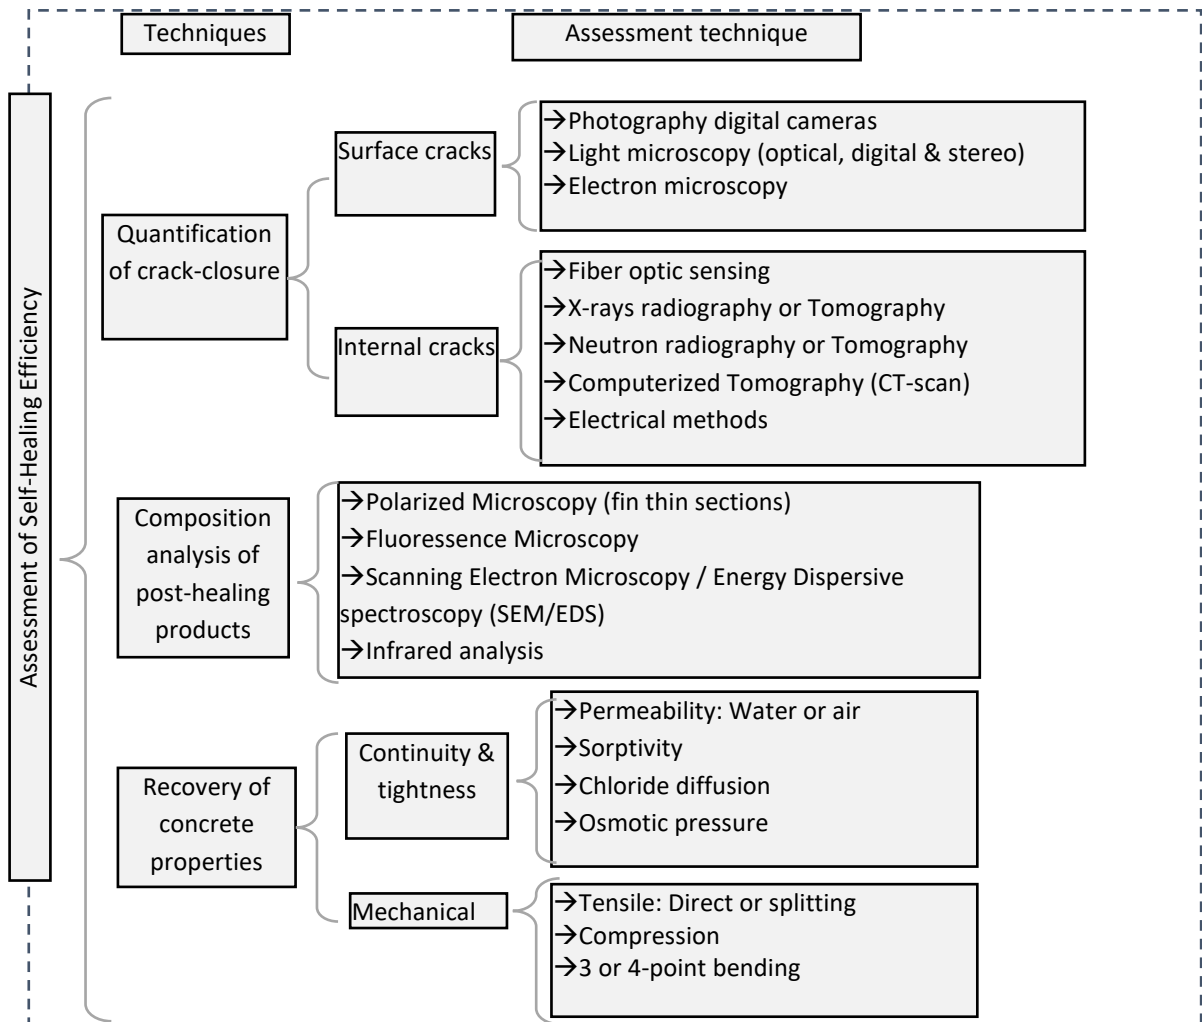 Techniques
Assessment technique
Assessment of Self-Healing Efficiency
Quantification
of crack-closure
Surface cracks
→Photography digital cameras
→Light microscopy (optical, digital & stereo)
→Electron microscopy
Internal cracks
→Fiber optic sensing
→X-rays radiography or Tomography
→Neutron radiography or Tomography
→Computerized Tomography (CT-scan)
→Electrical methods
Composition
analysis of
post-healing
products
→Polarized Microscopy (fin thin sections)
→Fluoressence Microscopy
→Scanning Electron Microscopy / Energy Dispersive
spectroscopy (SEM/EDS)
→Infrared analysis
Recovery of
concrete
properties
Continuity &
tightness
→Permeability: Water or air
→Sorptivity
→Chloride diffusion
→Osmotic pressure
Mechanical
→Tensile: Direct or splitting
→Compression
→3 or 4-point bending